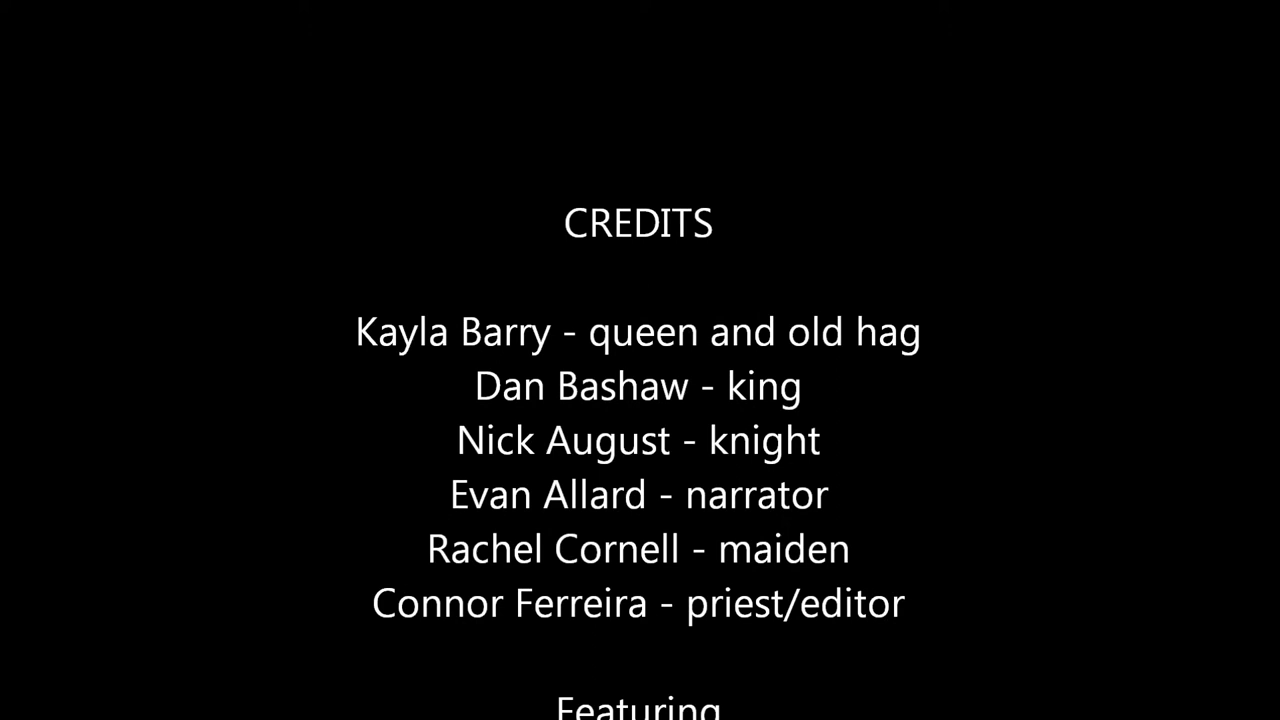 CREDITS
Kayla Barry - queen and old hag
Dan Bashaw - king
Nick August - knight
Evan Allard - narrator
Rachel Cornell - maiden
Connor Ferreira - priest/editor
Featuring